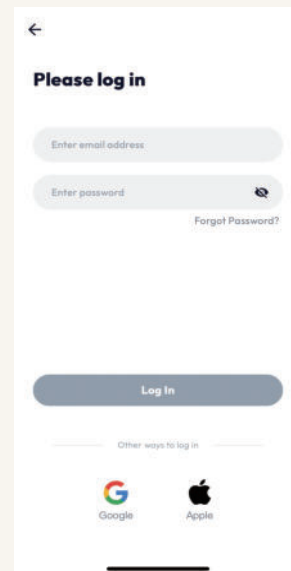 Please log in
Enter email address
Enter password
Forgot Password?
Log In
Other ways to log in
Google
Apple